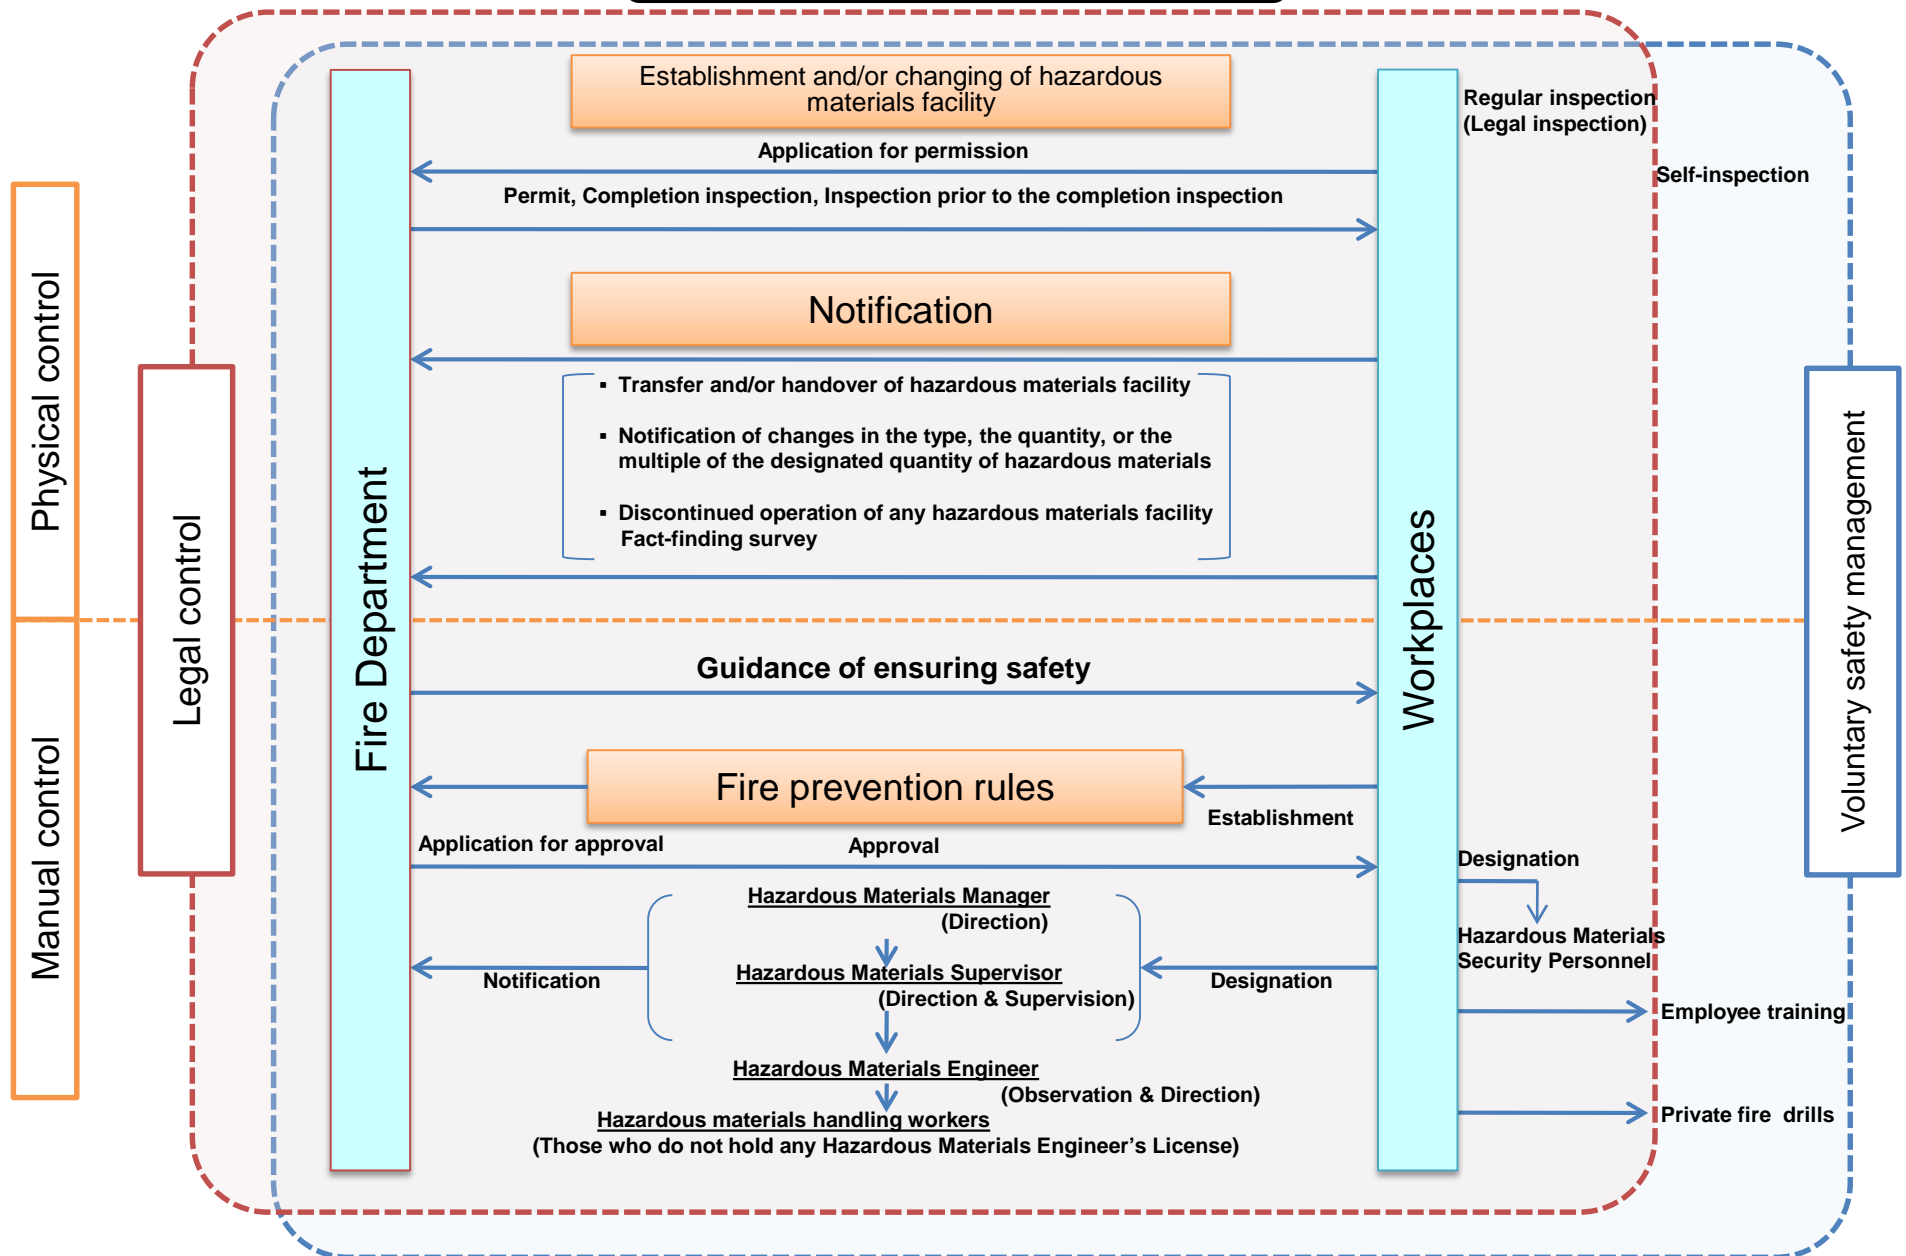 Establishment and/or changing of hazardous
materials facility
Regular inspection
(Legal inspection)
Application for permission
Self-inspection
Permit, Completion inspection, Inspection prior to the completion inspection
Physical control
Notification
▪ Transfer and/or handover of hazardous materials facility
▪ Notification of changes in the type, the quantity, or the
multiple of the designated quantity of hazardous materials
▪ Discontinued operation of any hazardous materials facility
Fact-finding survey
Legal control
Fire Department
Workplaces
Voluntary safety management
Manual control
Guidance of ensuring safety
Fire prevention rules
Establishment
Application for approval
Approval
Designation
Hazardous Materials Manager
(Direction)
Hazardous Materials
Security Personnel
Notification
Hazardous Materials Supervisor
(Direction & Supervision)
Designation
Employee training
Hazardous Materials Engineer
(Observation & Direction)
Hazardous materials handling workers
(Those who do not hold any Hazardous Materials Engineer’s License)
Private fire  drills